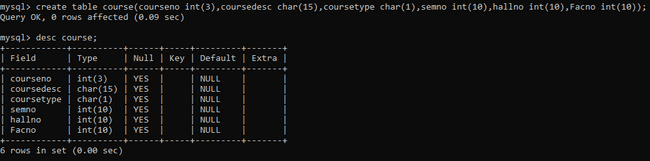 mysql> create table course(courseno int(3),coursedesc char(15),coursetype char(1),semno int(10),hallno int(10),Facno int(10));
Query OK, 0 rows affected (0.09 sec)
mysql> desc course;
+------------+----------+------+-----+---------+-------+
| Field      | Type     | Null | Key | Default | Extra |
+------------+----------+------+-----+---------+-------+
| courseno   | int(3)   | YES  |     | NULL    |       |
| coursedesc | char(15) | YES  |     | NULL    |       |
| coursetype | char(1)  | YES  |     | NULL    |       |
| semno      | int(10)  | YES  |     | NULL    |       |
| hallno     | int(10)  | YES  |     | NULL    |       |
| Facno      | int(10)  | YES  |     | NULL    |       |
+------------+----------+------+-----+---------+-------+
6 rows in set (0.00 sec)